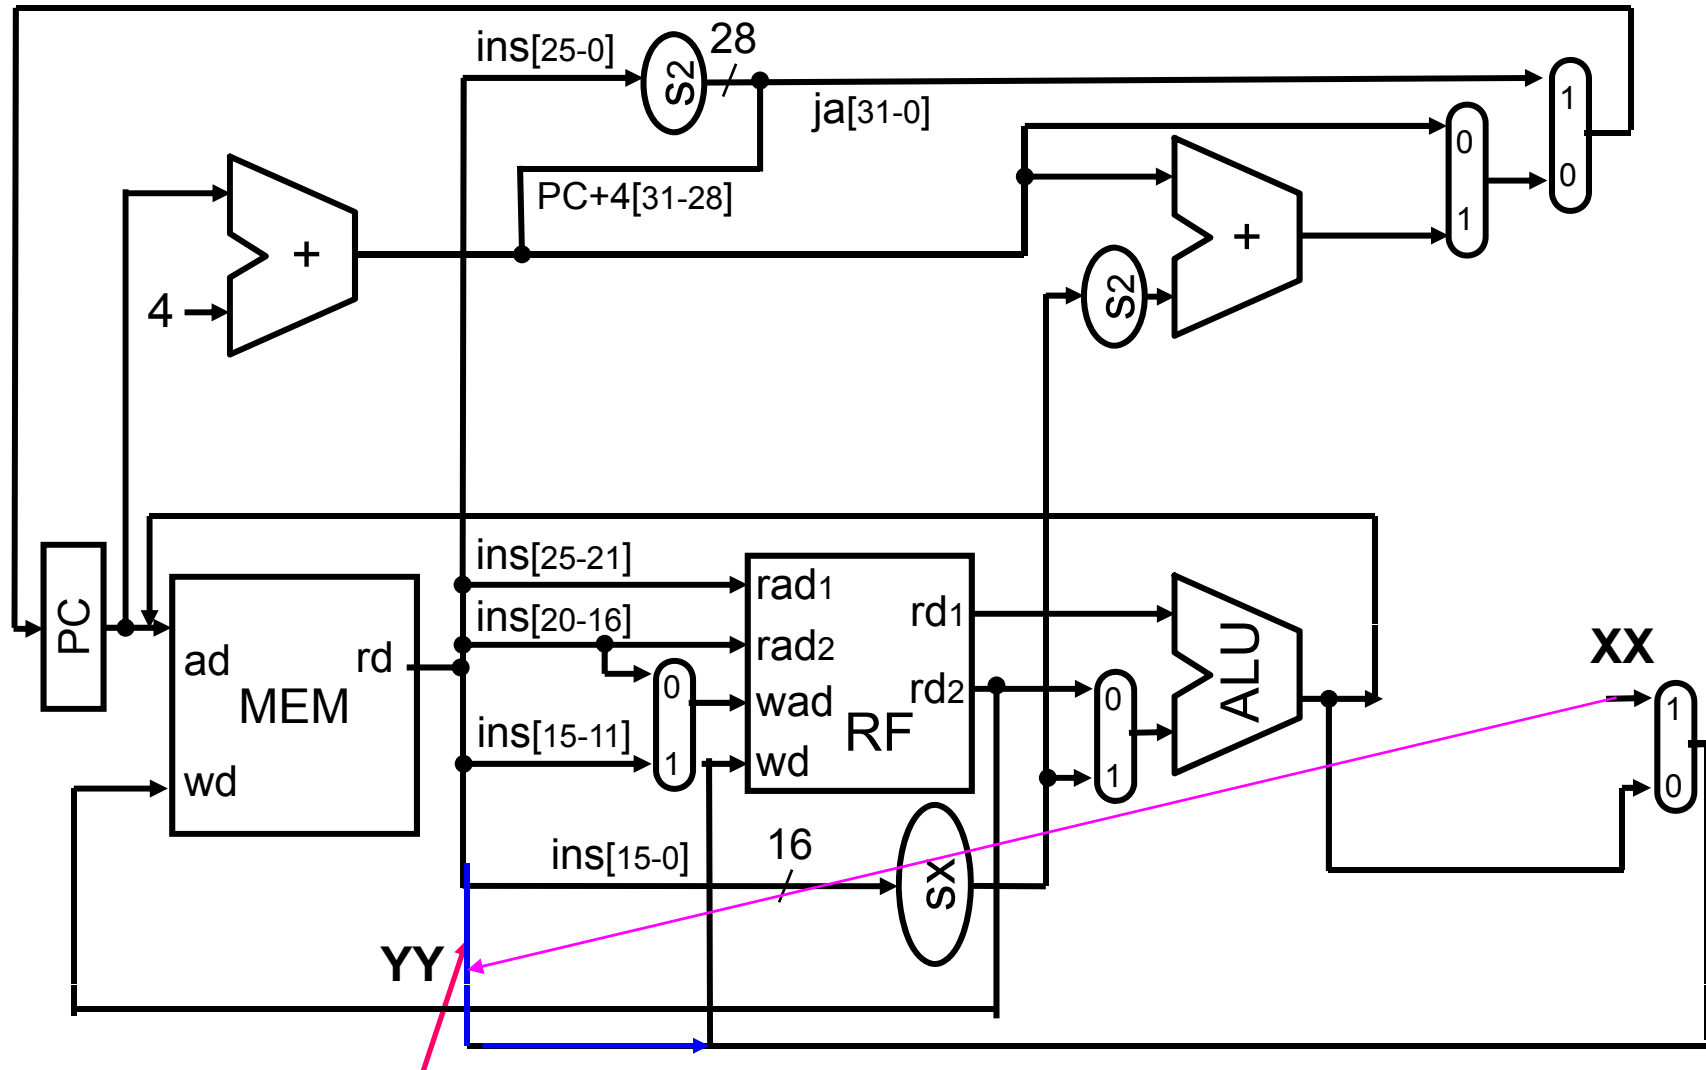 ins[25-0]
s2
28
ja[31-0]
1
0
0
1
PC+4[31-28]
+
+
s2
4
PC
ins[25-21]
ins[20-16]
ins[15-11]
ad
rd
MEM
wd
0
1
rad1
rad2
wad
wd
rd1
rd2
RF
0
1
ALU
XX
1
0
ins[15-0]
16
sx
YY